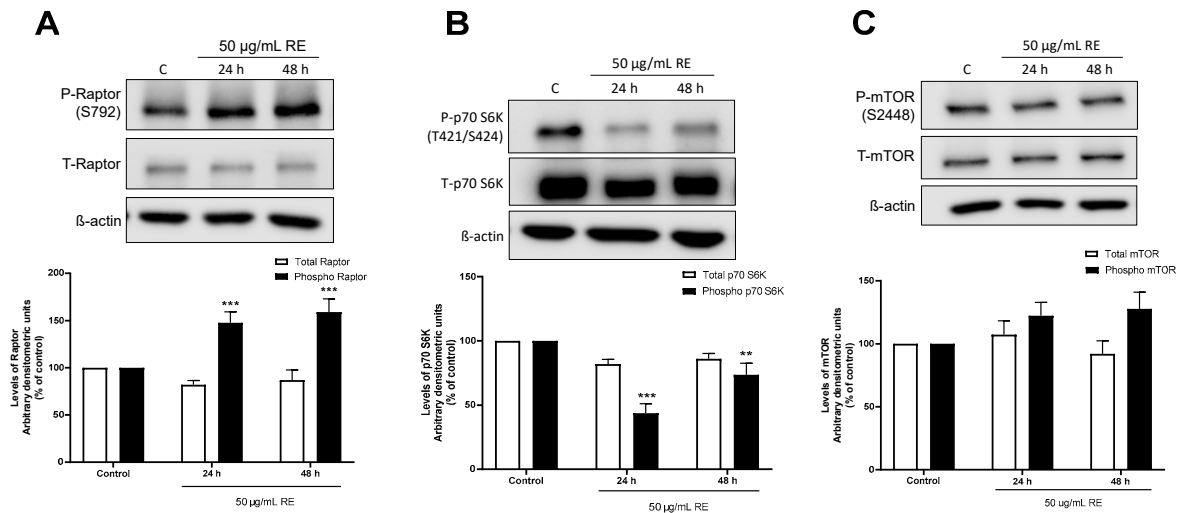 A
50 µg/mL RE
C 24 h 48 h
P-Raptor
(S792)
T-Raptor
ß-actin
Total Raptor
Phospho Raptor
Levels of Raptor
Arbitrary densitometric units
(% of control)
200
150
100
50
0
*** ***
Control 24 h 48 h
50 µg/mL RE
B
50 µg/mL RE
C 24 h 48 h
P-p70 S6K
(T421/S424)
T-p70 S6K
ß-actin
Total p70 S6K
Phospho p70 S6K
Levels of p70 S6K
Arbitrary densitometric units
(% of control)
150
100
50
0
*** **
Control 24 h 48 h
50 µg/mL RE
C
50 µg/mL RE
C 24 h 48 h
P-mTOR
(S2448)
T-mTOR
ß-actin
Total mTOR
Phospho mTOR
Levels of mTOR
Arbitrary densitometric units
(% of control)
150
100
50
0
Control 24 h 48 h
50 µg/mL RE